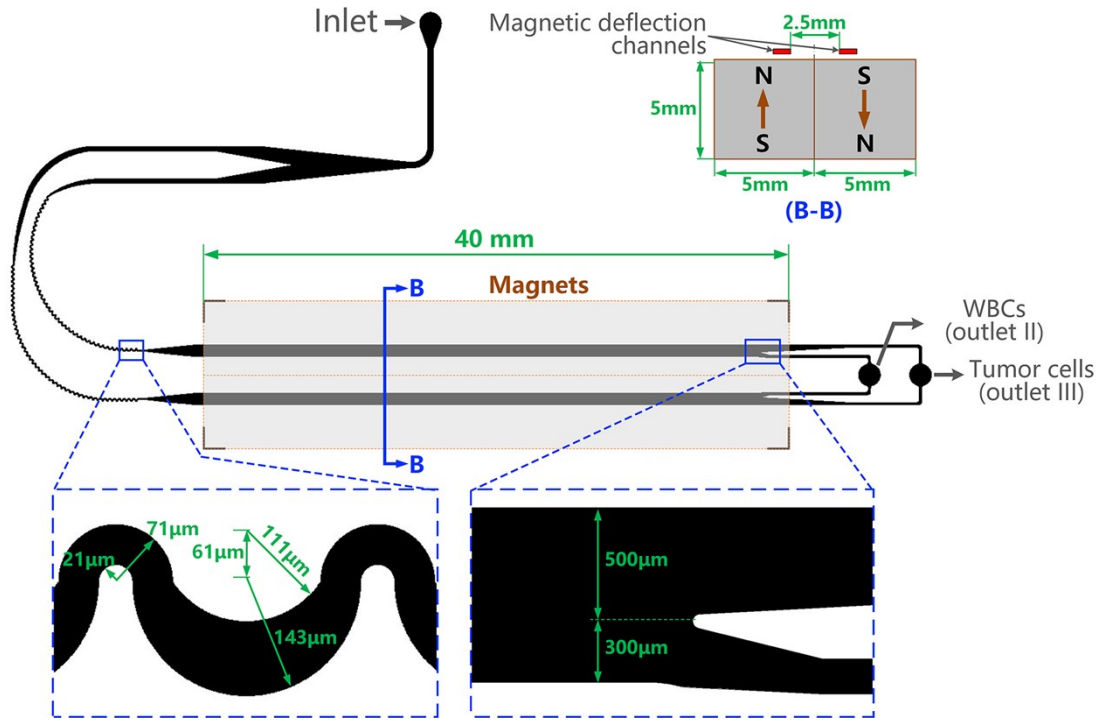 Inlet
Magnetic deflection
channels
2.5mm
N
S
5mm
S
N
5mm
5mm
(B-B)
40 mm
B
Magnets
WBCs
(outlet II)
Tumor cells
(outlet III)
B
71μm
21μm
61μm
111μm
143μm
500μm
300μm